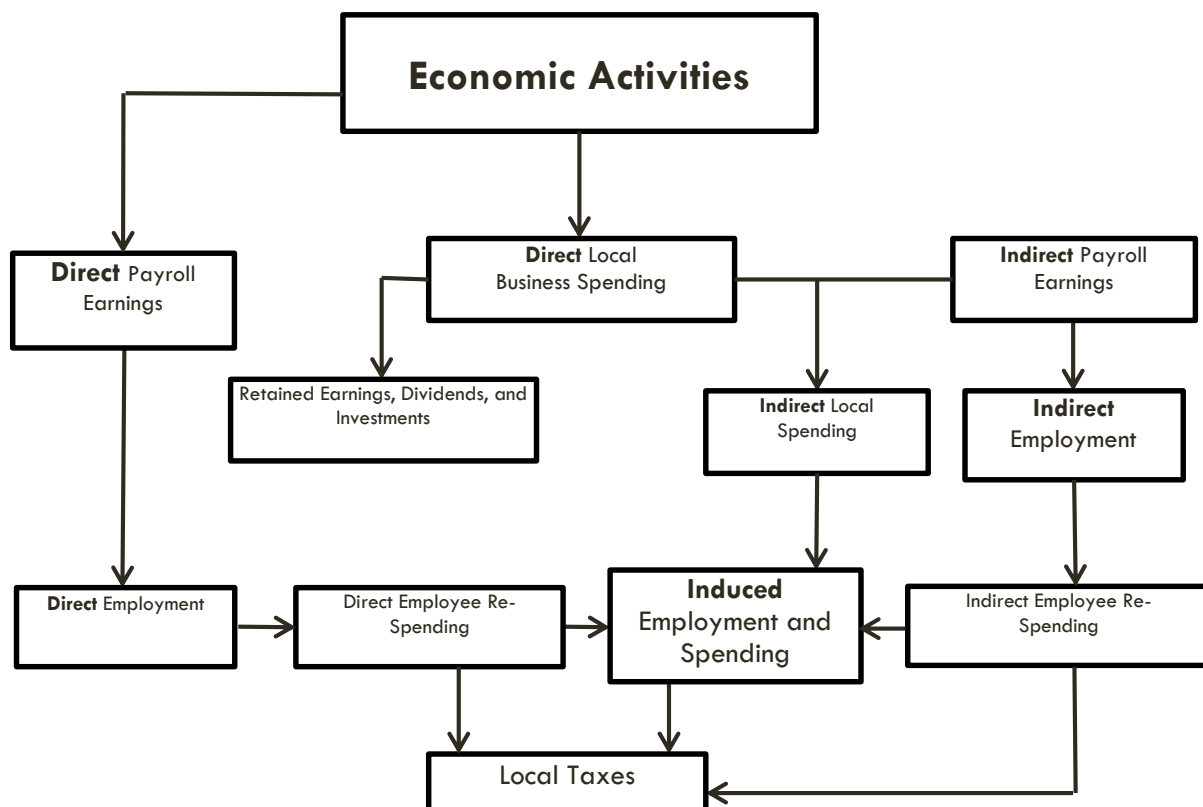 Economic Activities
Direct Payroll
Earnings
Direct Local
Business Spending
Indirect Payroll
Earnings
Retained Earnings, Dividends, and
Investments
Indirect Local
Spending
Indirect
Employment
Direct Employment
Direct Employee Re-
Spending
Induced
Employment and
Spending
Indirect Employee Re-
Spending
Local Taxes